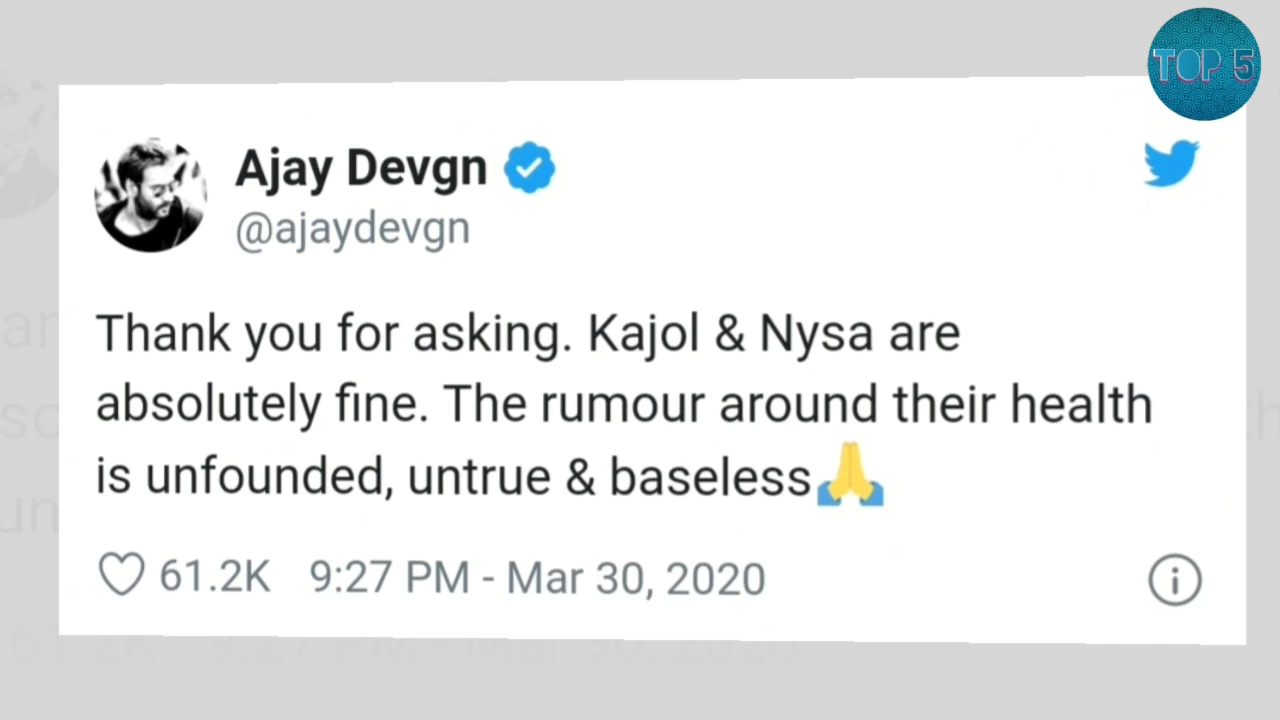 TOP 5
Ajay Devgn
@ajaydevgn
Thank you for asking. Kajol & Nysa are
absolutely fine. The rumour around their health
is unfounded, untrue & baseless🙏
61.2K 9:27 PM - Mar 30, 2020